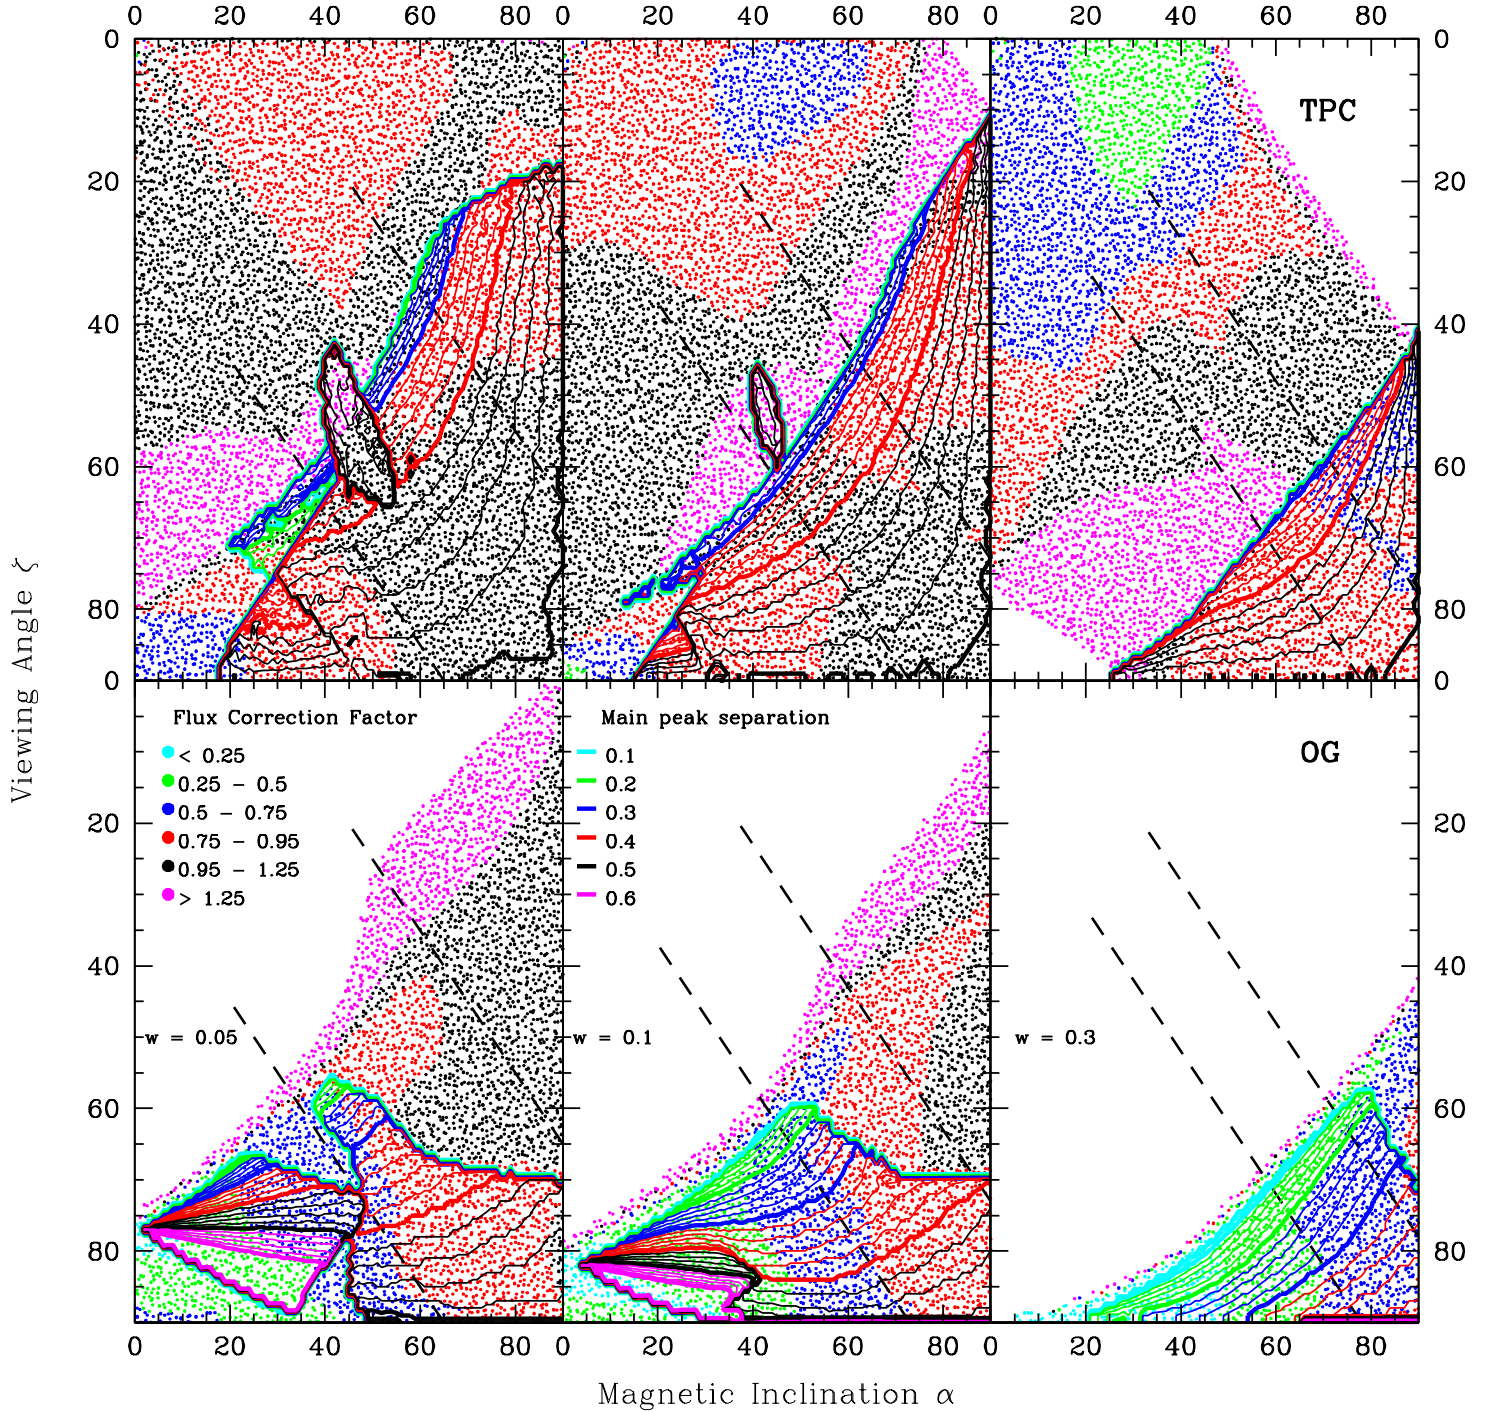 0 20 40 60 80 0 20 40 60 80 0 20 40 60 80
0 0
TPC
20 20
40 40
60 60
80 80
0 0
Viewing Angle ζ
Flux Correction Factor
< 0.25
0.25 - 0.5
0.5 - 0.75
0.75 - 0.95
0.95 - 1.25
> 1.25
Main peak separation
0.1
0.2
0.3
0.4
0.5
0.6
OG
20 20
40 40
w = 0.05 w = 0.1 w = 0.3
60 60
80 80
0 20 40 60 80 0 20 40 60 80 0 20 40 60 80
Magnetic Inclination α